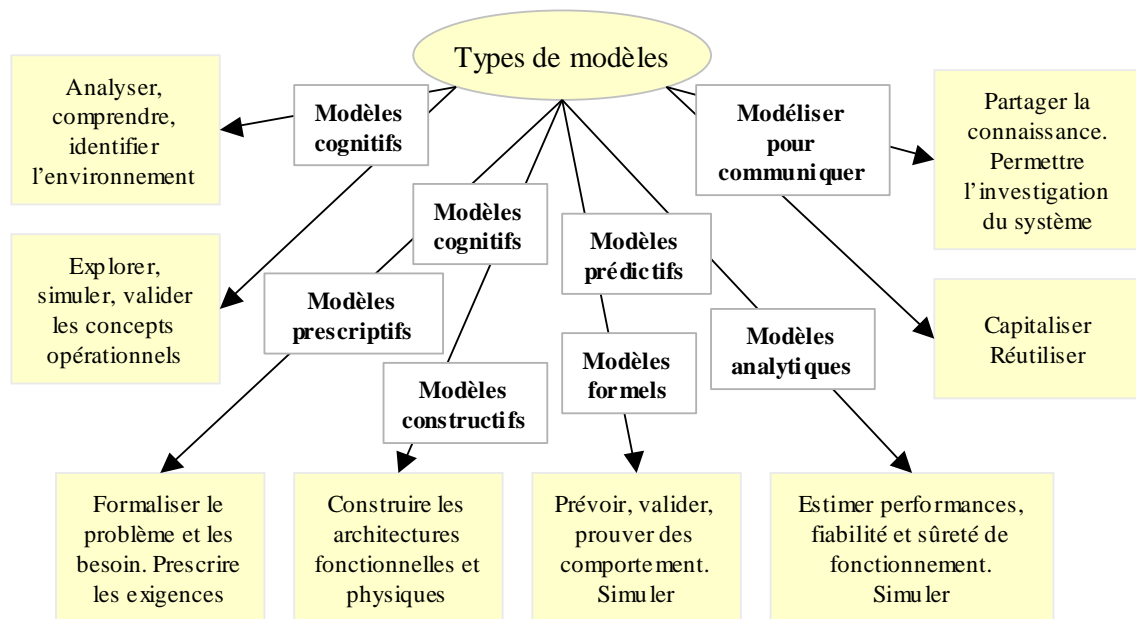 Types de modèles
Analyser,
comprendre,
identifier
l'environnement
Modèles
cognitifs
Modéliser
pour
communiquer
Partager la
connaissance.
Permettre
l'investigation
du système
Modèles
cognitifs
Modèles
prédictifs
Explorer,
simuler, valider
les concepts
opérationnels
Modèles
prescriptifs
Modèles
analytiques
Capitaliser
Réutiliser
Modèles
constructifs
Modèles
formels
Formaliser le
problème et les
besoin. Prescrire
les exigences
Construire les
architectures
fonctionnelles et
physiques
Prévoir, valider,
prouver des
comportement.
Simuler
Estimer performances,
fiabilité et sûreté de
fonctionnement.
Simuler